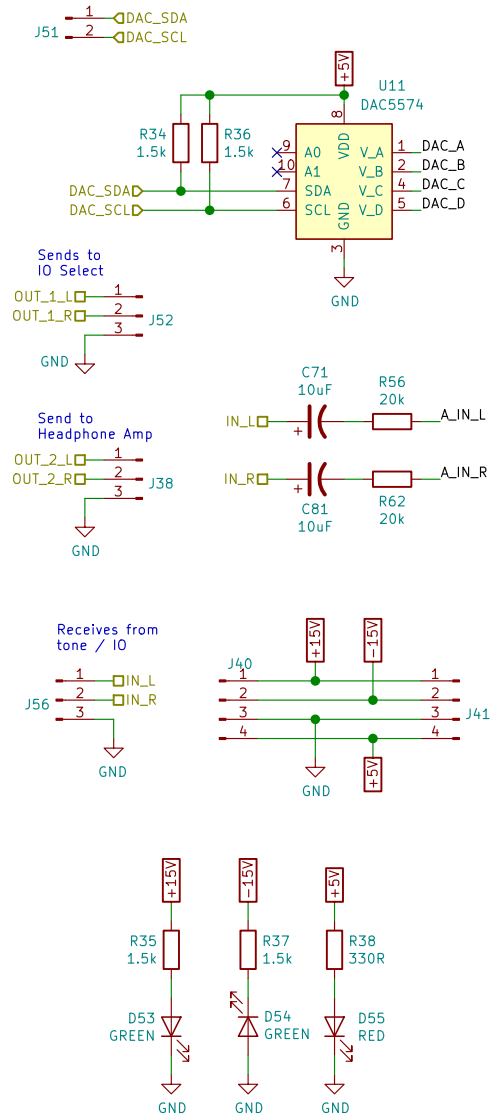 J51
1
DAC_SDA
2
DAC_SCL
+5V
U11
DAC5574
R34
1.5k
R36
1.5k
8
VDD
9
A0
10
A1
DAC_SDA
7
SDA
DAC_SCL
6
SCL
V_A
1
DAC_A
V_B
2
DAC_B
V_C
4
DAC_C
V_D
5
DAC_D
GND
3
GND
Sends to
IO Select
OUT_1_L
1
OUT_1_R
2
3
J52
GND
Send to
Headphone Amp
OUT_2_L
1
OUT_2_R
2
3
J38
GND
C71
10uF
R56
20k
IN_L
+
A_IN_L
IN_R
+
A_IN_R
C81
10uF
R62
20k
Receives from
tone / IO
J56
1
IN_L
2
IN_R
3
GND
+15V
-15V
J40
1
1
2
2
3
3
J41
4
4
GND
+5V
+15V
-15V
+5V
R35
1.5k
R37
1.5k
R38
330R
D53
GREEN
D54
GREEN
D55
RED
GND
GND
GND